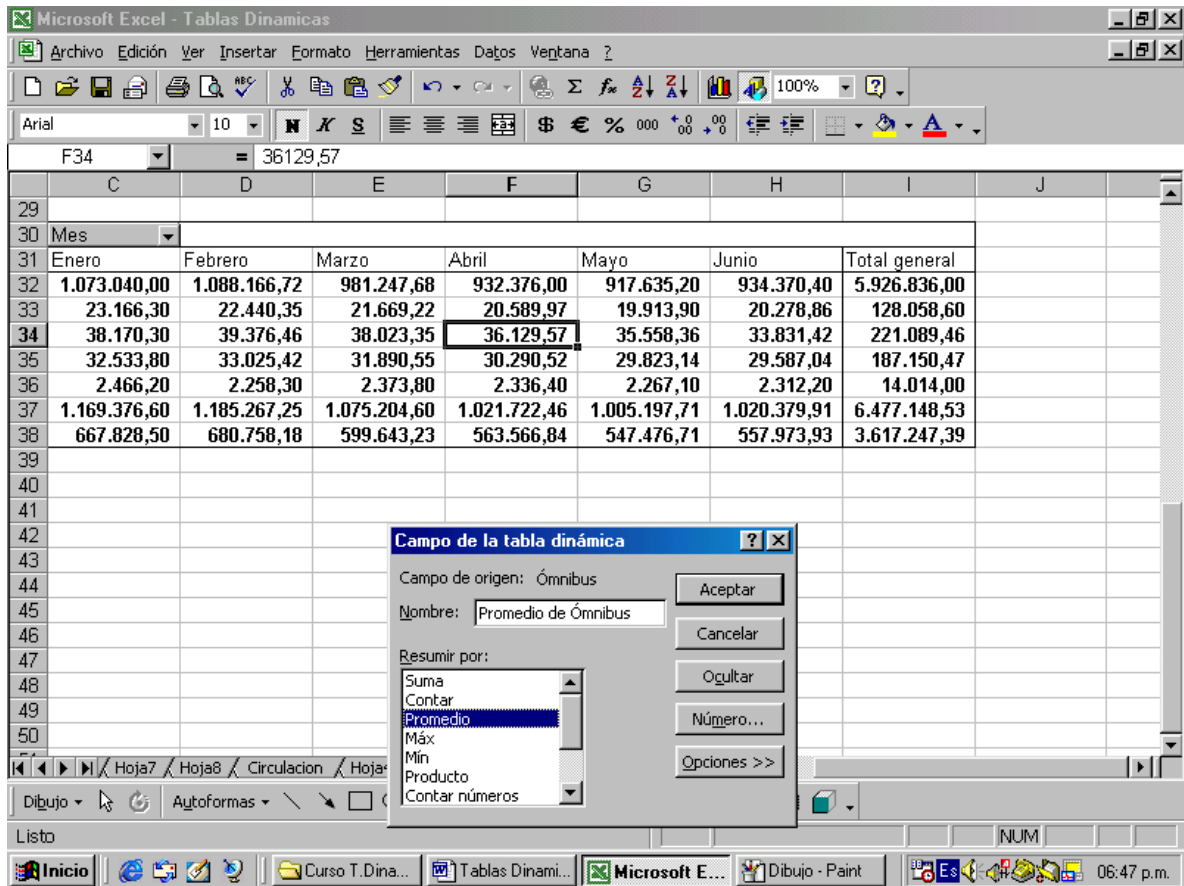 Microsoft Excel - Tablas Dinamicas
Archivo Edición Ver Insertar Formato Herramientas Datos Ventana ?
100%
Arial 10 N K S $ € % 000
F34 = 36129,57
C D E F G H I J
29
30 Mes
31 Enero Febrero Marzo Abril Mayo Junio Total general
32 1.073.040,00 1.088.166,72 981.247,68 932.376,00 917.635,20 934.370,40 5.926.836,00
33 23.166,30 22.440,35 21.669,22 20.589,97 19.913,90 20.278,86 128.058,60
34 38.170,30 39.376,46 38.023,35 36.129,57 35.558,36 33.831,42 221.089,46
35 32.533,80 33.025,42 31.890,55 30.290,52 29.823,14 29.587,04 187.150,47
36 2.466,20 2.258,30 2.373,80 2.336,40 2.267,10 2.312,20 14.014,00
37 1.169.376,60 1.185.267,25 1.075.204,60 1.021.722,46 1.005.197,71 1.020.379,91 6.477.148,53
38 667.828,50 680.758,18 599.643,23 563.566,84 547.476,71 557.973,93 3.617.247,39
39
40
41
42
43
44
45
46
47
48
49
50
Campo de la tabla dinámica
Campo de origen: Ómnibus
Nombre: Promedio de Ómnibus
Resumir por:
Suma
Contar
Promedio
Máx
Mín
Producto
Contar números
Aceptar
Cancelar
Ocultar
Número...
Opciones >>
Hoja7 Hoja8 Circulacion Hoja
Dibujo Autoformas
Listo NUM
Inicio Curso T.Dina... Tablas Dinami... Microsoft E... Dibujo - Paint Es 06:47 p.m.